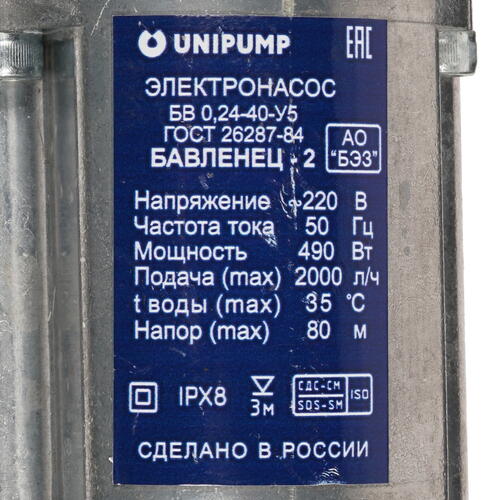 UNIPUMP EAC
ЭЛЕКТРОНАСОС
БВ 0,24-40-У5
ГОСТ 26287-84
БАВЛЕНЕЦ - 2
АО
"БЭЗ"
Напряжение ~220 В
Частота тока 50 Гц
Мощность 490 Вт
Подача (max) 2000 л/ч
t воды (max) 35 °С
Напор (max) 80 м
IPX8
3м
СДС-СМ
SDS-SM
ISO
СДЕЛАНО В РОССИИ